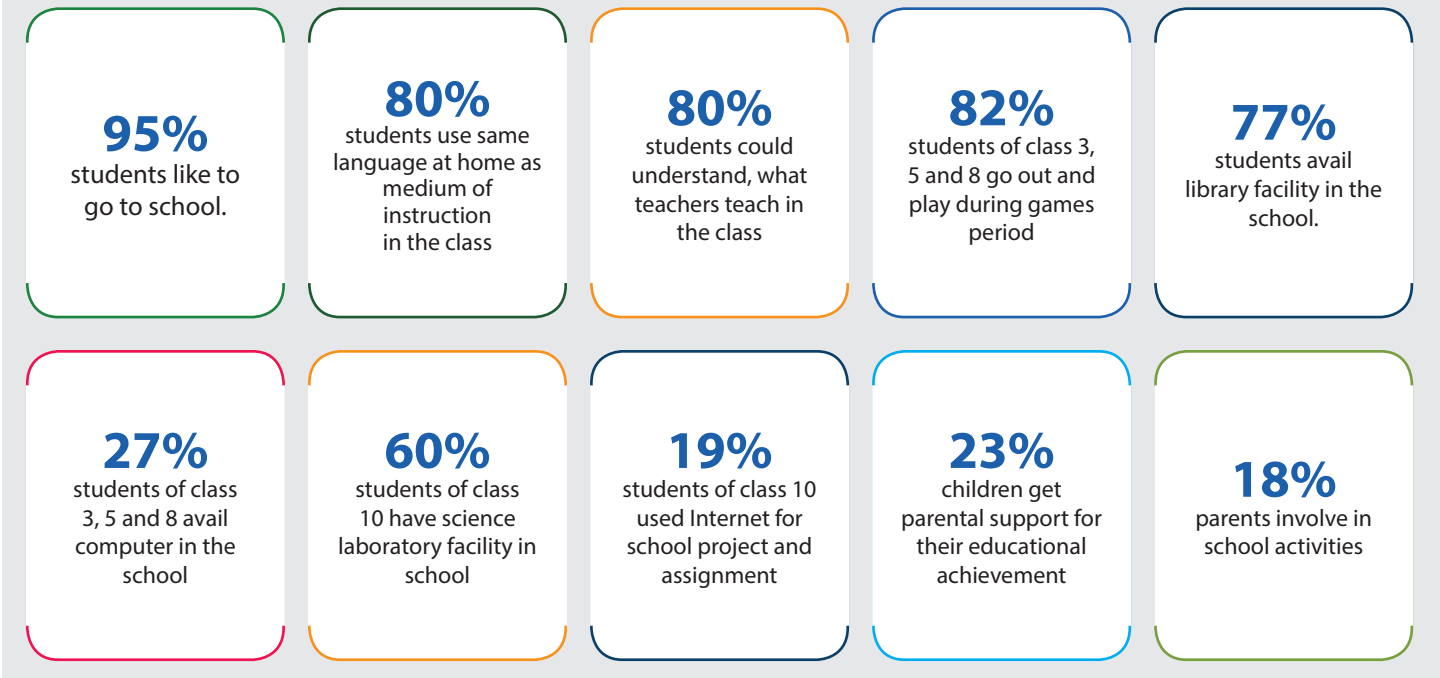 95%
students like to
go to school.
80%
students use same
language at home as
medium of
instruction
in the class
80%
students could
understand, what
teachers teach in
the class
82%
students of class 3,
5 and 8 go out and
play during games
period
77%
students avail
library facility in the
school.
27%
students of class
3, 5 and 8 avail
computer in the
school
60%
students of class
10 have science
laboratory facility in
school
19%
students of class 10
used Internet for
school project and
assignment
23%
children get
parental support for
their educational
achievement
18%
parents involve in
school activities